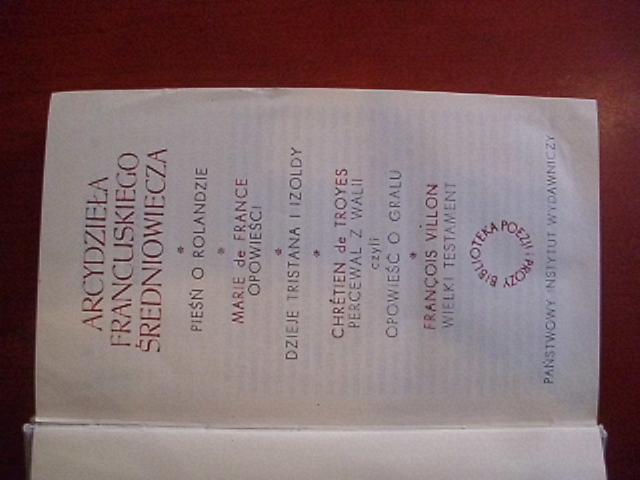 ARCYDZIEŁA
FRANCUSKIEGO
ŚREDNIOWIECZA
*
PIEŚŃ O ROLANDZIE
*
MARIE de FRANCE
OPOWIEŚCI
*
DZIEJE TRISTANA I IZOLDY
*
CHRÉTIEN de TROYES
PERCEWAL Z WALII
czyli
OPOWIEŚĆ O GRALU
*
FRANÇOIS VILLON
WIELKI TESTAMENT
BIBLIOTEKA POEZJI i PROZY
PAŃSTWOWY INSTYTUT WYDAWNICZY